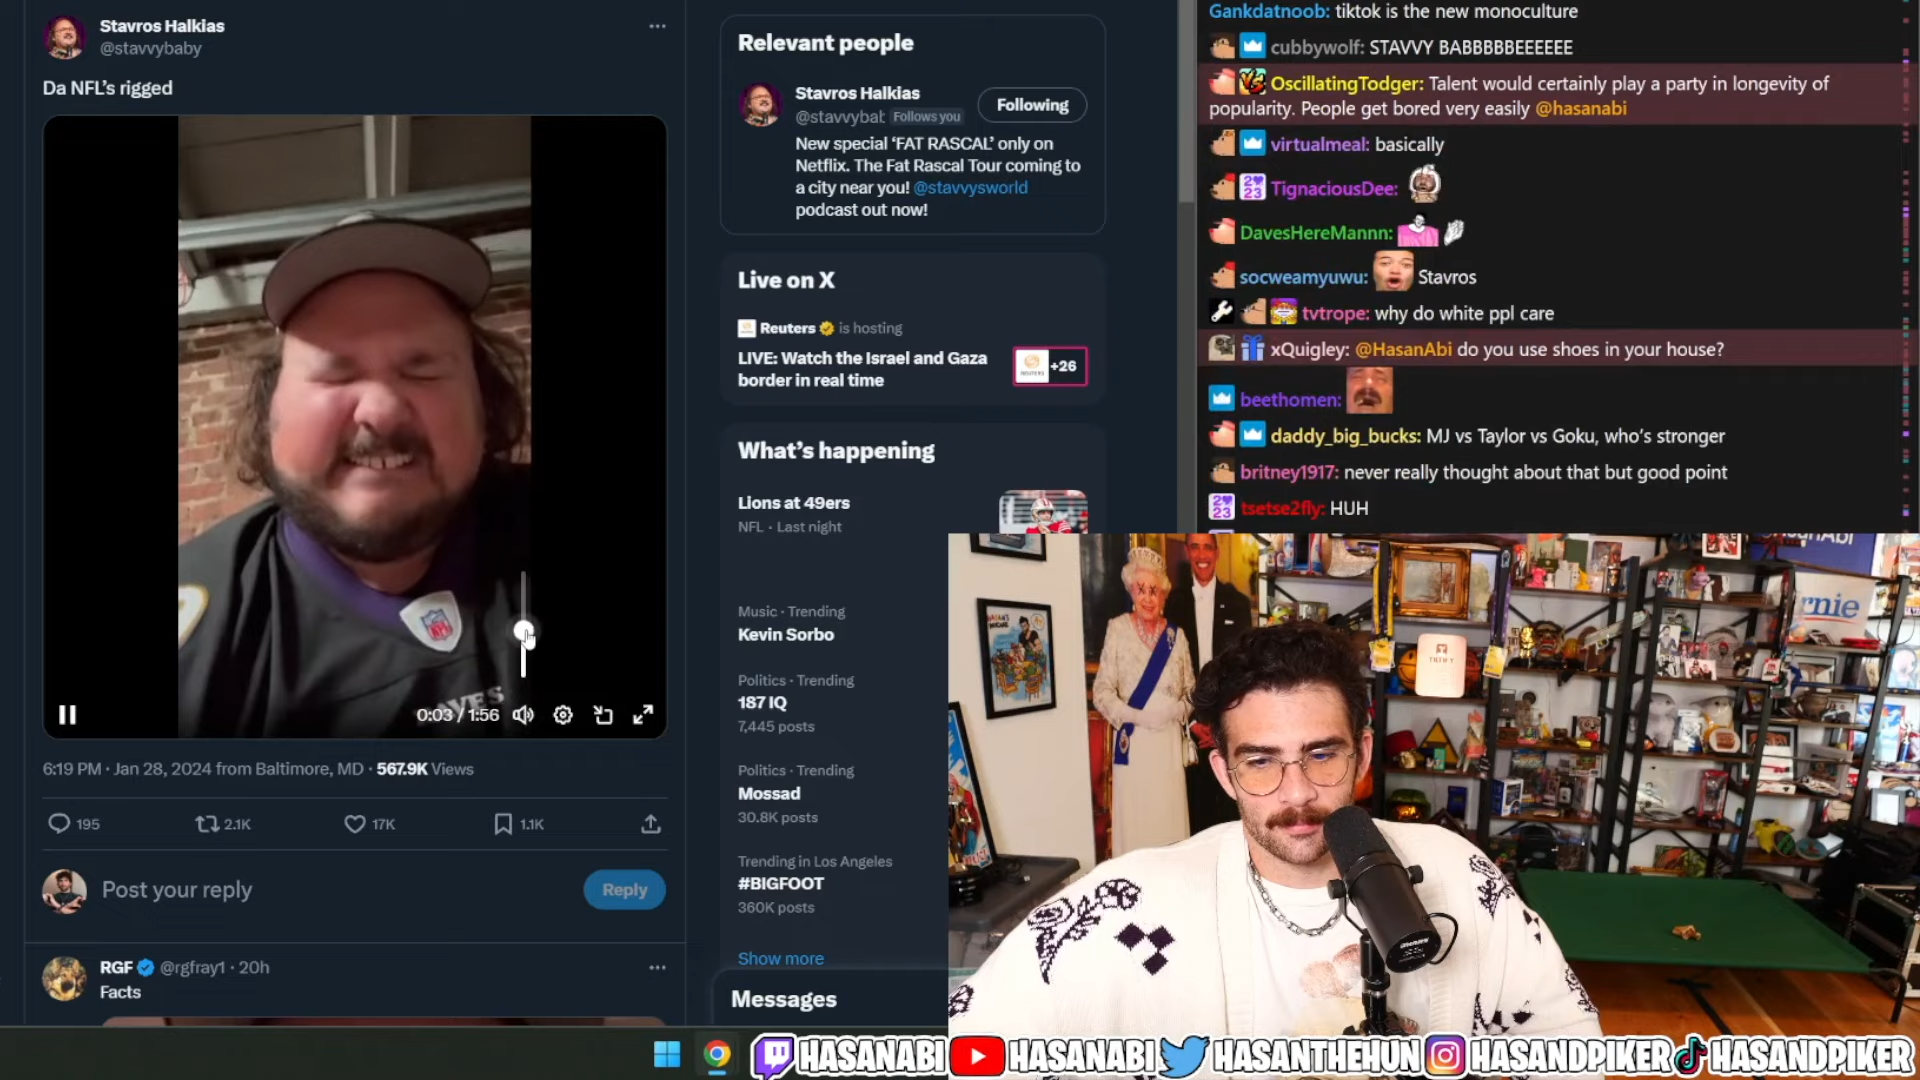 Stavros Halkias
@stavvybaby
Da NFL's rigged
0:03 / 1:56
6:19 PM · Jan 28, 2024 from Baltimore, MD · 567.9K Views
195
2.1K
17K
1.1K
Post your reply
Reply
RGF @rgfray1 · 20h
Facts
Relevant people
Stavros Halkias
Following
@stavvybal Follows you
New special 'FAT RASCAL' only on
Netflix. The Fat Rascal Tour coming to
a city near you! @stavvysworld
podcast out now!
Live on X
Reuters is hosting
LIVE: Watch the Israel and Gaza
border in real time
+26
What's happening
Lions at 49ers
NFL · Last night
Music · Trending
Kevin Sorbo
Politics · Trending
187 IQ
7,445 posts
Politics · Trending
Mossad
30.8K posts
Trending in Los Angeles
#BIGFOOT
360K posts
Show more
Messages
Gankdatnoob: tiktok is the new monoculture
cubbywolf: STAVVY BABBBBBEEEEEE
OscillatingTodger: Talent would certainly play a party in longevity of
popularity. People get bored very easily @hasanabi
virtualmeal: basically
TignaciousDee:
DavesHereMannn:
socweamyuwu: Stavros
tvtrope: why do white ppl care
xQuigley: @HasanAbi do you use shoes in your house?
beethomen:
daddy_big_bucks: MJ vs Taylor vs Goku, who's stronger
britney1917: never really thought about that but good point
tsetse2fly: HUH
rnie
HASANABI
HASANABI
HASANTHEHUN
HASANDPIKER
HASANDPIKER